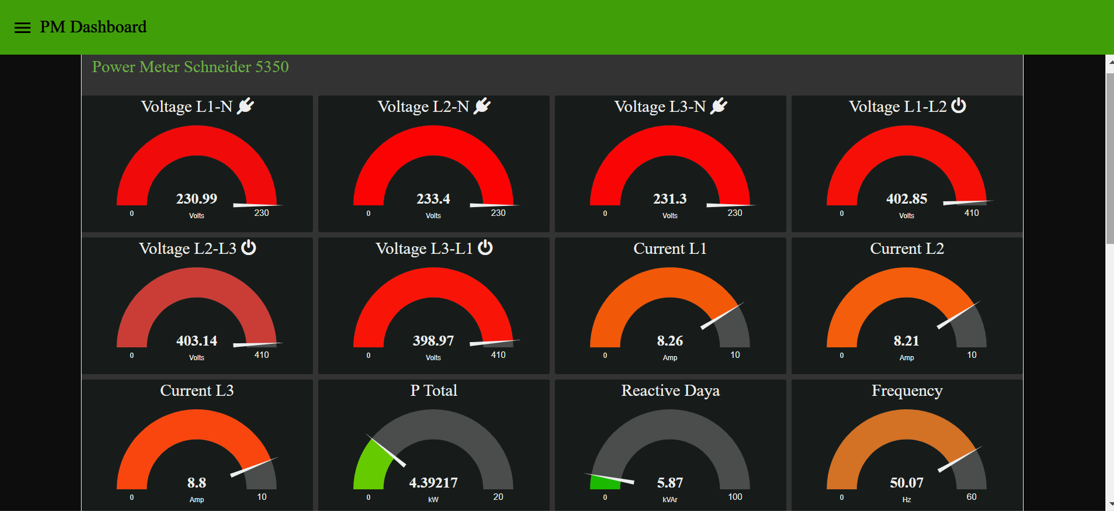 PM Dashboard
Power Meter Schneider 5350
Voltage L1-N
230.99
Volts
0
230
Voltage L2-N
233.4
Volts
0
230
Voltage L3-N
231.3
Volts
0
230
Voltage L1-L2
402.85
Volts
0
410
Voltage L2-L3
403.14
Volts
0
410
Voltage L3-L1
398.97
Volts
0
410
Current L1
8.26
Amp
0
10
Current L2
8.21
Amp
0
10
Current L3
8.8
Amp
0
10
P Total
4.39217
kW
0
20
Reactive Daya
5.87
kVAr
0
100
Frequency
50.07
Hz
0
60